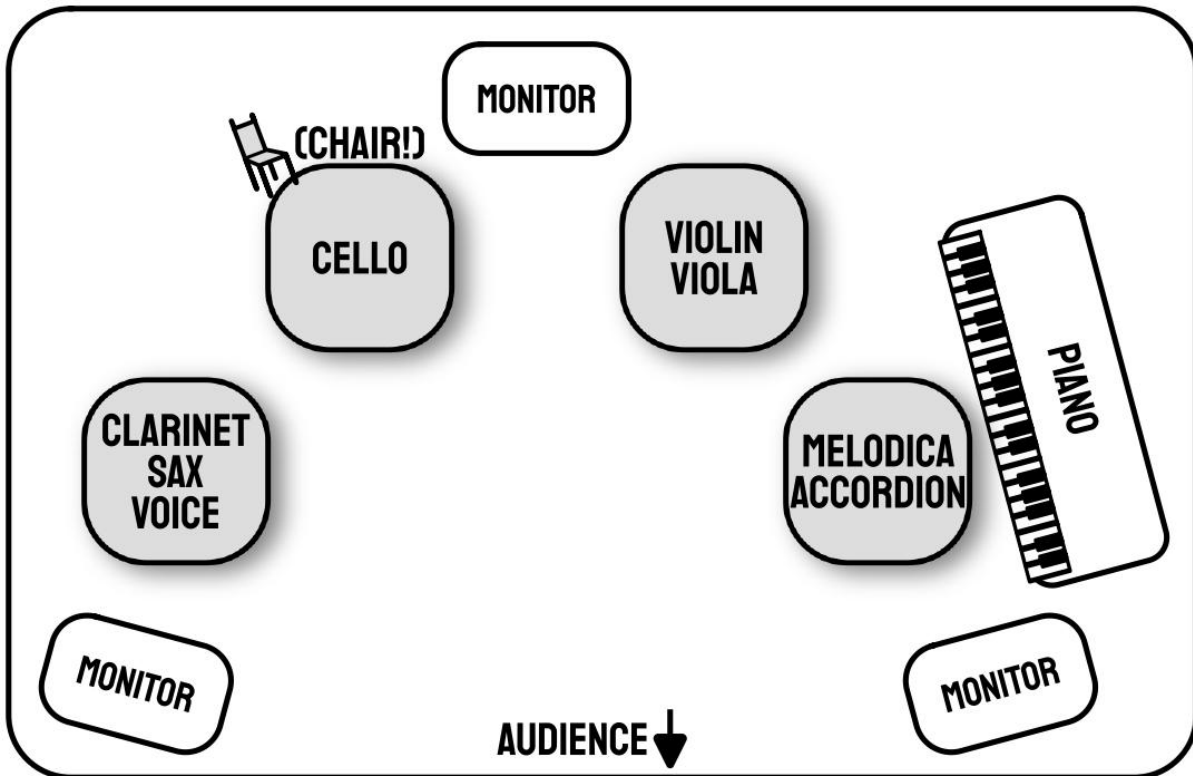 MONITOR
(CHAIR!)
CELLO
VIOLIN
VIOLA
PIANO
CLARINET
SAX
VOICE
MELODICA
ACCORDION
MONITOR
MONITOR
AUDIENCE